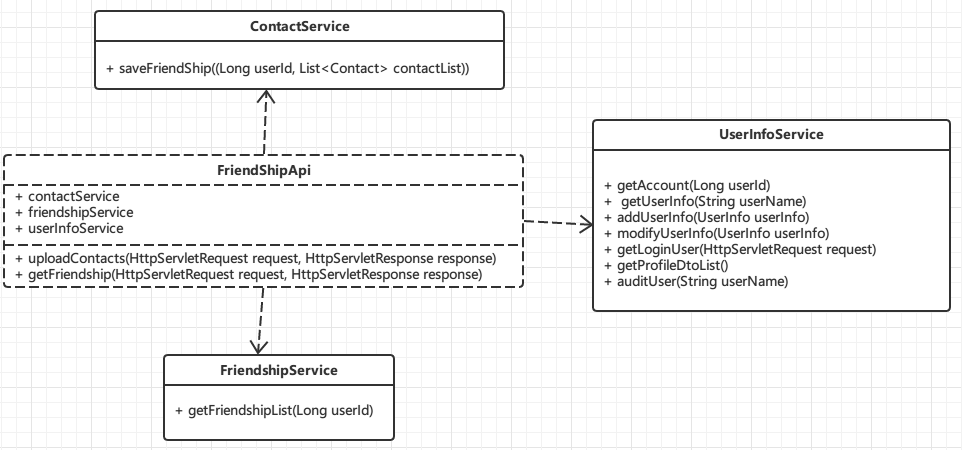 ContactService
+ saveFriendShip((Long userId, List<Contact> contactList))
FriendShipApi
+ contactService
+ friendshipService
+ userInfoService
+ uploadContacts(HttpServletRequest request, HttpServletResponse response)
+ getFriendship(HttpServletRequest request, HttpServletResponse response)
UserInfoService
+ getAccount(Long userId)
+ getUserInfo(String userName)
+ addUserInfo(UserInfo userInfo)
+ modifyUserInfo(UserInfo userInfo)
+ getLoginUser(HttpServletRequest request)
+ getProfileDtoList()
+ auditUser(String userName)
FriendshipService
+ getFriendshipList(Long userId)